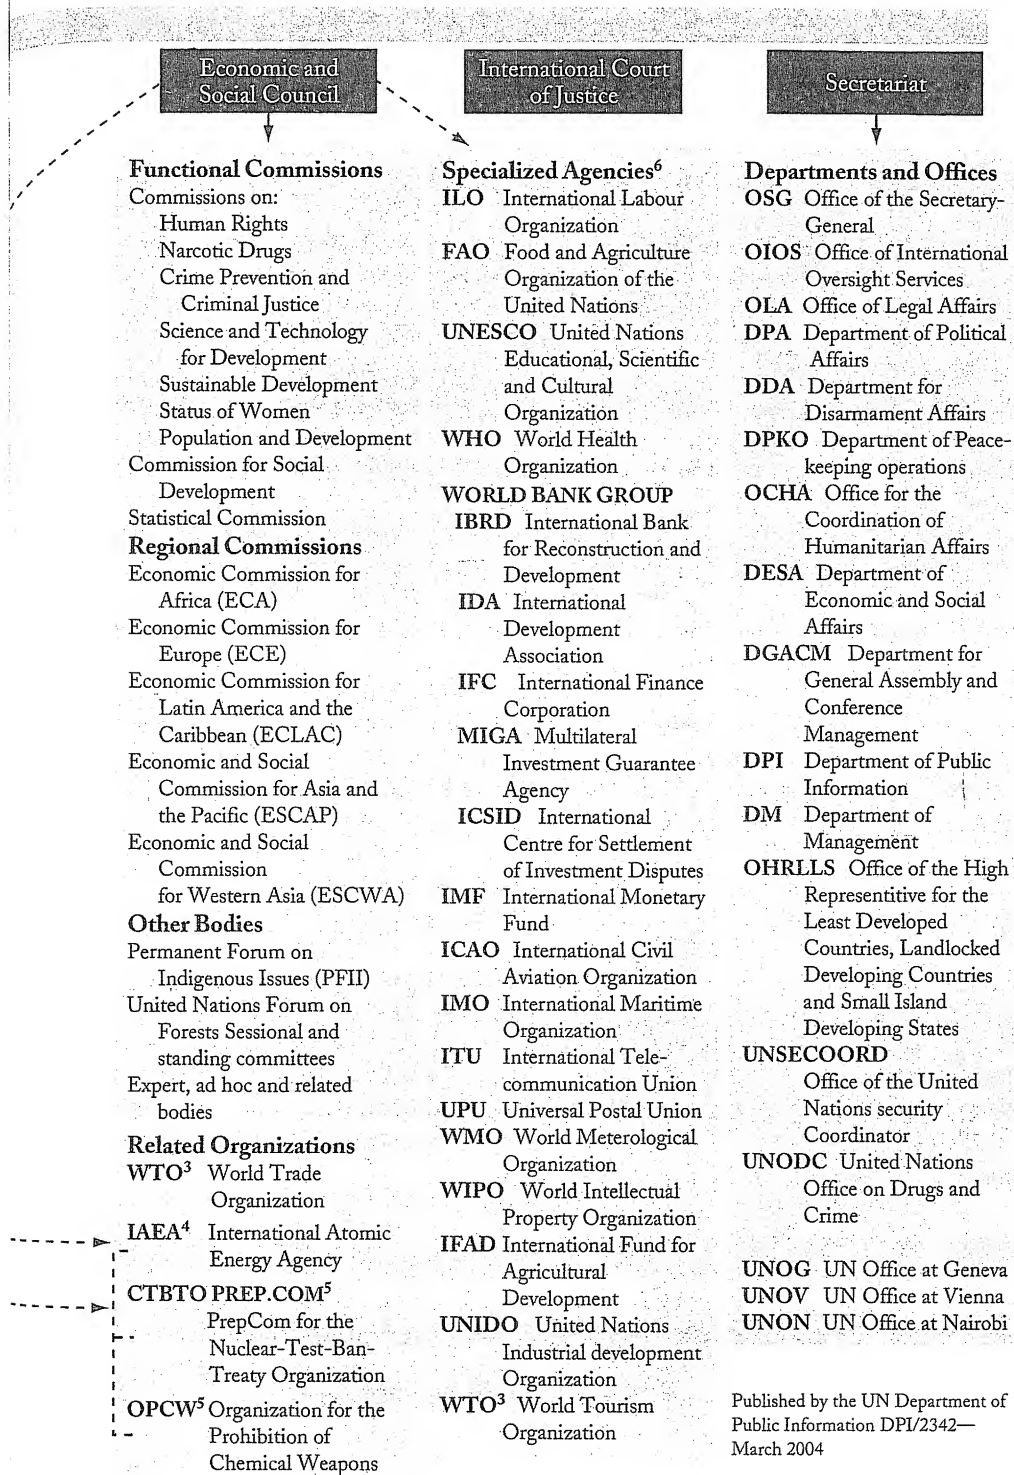 Economic and
Social Council
Functional Commissions
Commissions on:
Human Rights
Narcotic Drugs
Crime Prevention and
Criminal Justice
Science and Technology
for Development
Sustainable Development
Status of Women
Population and Development
Commission for Social
Development
Statistical Commission
Regional Commissions
Economic Commission for
Africa (ECA)
Economic Commission for
Europe (ECE)
Economic Commission for
Latin America and the
Caribbean (ECLAC)
Economic and Social
Commission for Asia and
the Pacific (ESCAP)
Economic and Social
Commission
for Western Asia (ESCWA)
Other Bodies
Permanent Forum on
Indigenous Issues (PFII)
United Nations Forum on
Forests Sessional and
standing committees
Expert, ad hoc and related
bodies
Related Organizations
WTO³ World Trade
Organization
IAEA⁴ International Atomic
Energy Agency
CTBTO PREP.COM⁵
PrepCom for the
Nuclear-Test-Ban-
Treaty Organization
OPCW⁵ Organization for the
Prohibition of
Chemical Weapons
International Court
of Justice
Specialized Agencies⁶
ILO International Labour
Organization
FAO Food and Agriculture
Organization of the
United Nations
UNESCO United Nations
Educational, Scientific
and Cultural
Organization
WHO World Health
Organization
WORLD BANK GROUP
IBRD International Bank
for Reconstruction and
Development
IDA International
Development
Association
IFC International Finance
Corporation
MIGA Multilateral
Investment Guarantee
Agency
ICSID International
Centre for Settlement
of Investment Disputes
IMF International Monetary
Fund
ICAO International Civil
Aviation Organization
IMO International Maritime
Organization
ITU International Tele-
communication Union
UPU Universal Postal Union
WMO World Meterological
Organization
WIPO World Intellectual
Property Organization
IFAD International Fund for
Agricultural
Development
UNIDO United Nations
Industrial development
Organization
WTO³ World Tourism
Organization
Secretariat
Departments and Offices
OSG Office of the Secretary-
General
OIOS Office of International
Oversight Services
OLA Office of Legal Affairs
DPA Department of Political
Affairs
DDA Department for
Disarmament Affairs
DPKO Department of Peace-
keeping operations
OCHA Office for the
Coordination of
Humanitarian Affairs
DESA Department of
Economic and Social
Affairs
DGACM Department for
General Assembly and
Conference
Management
DPI Department of Public
Information
DM Department of
Management
OHRLLS Office of the High
Representitive for the
Least Developed
Countries, Landlocked
Developing Countries
and Small Island
Developing States
UNSECOORD
Office of the United
Nations security
Coordinator
UNODC United Nations
Office on Drugs and
Crime
UNOG UN Office at Geneva
UNOV UN Office at Vienna
UNON UN Office at Nairobi
Published by the UN Department of
Public Information DPI/2342—
March 2004